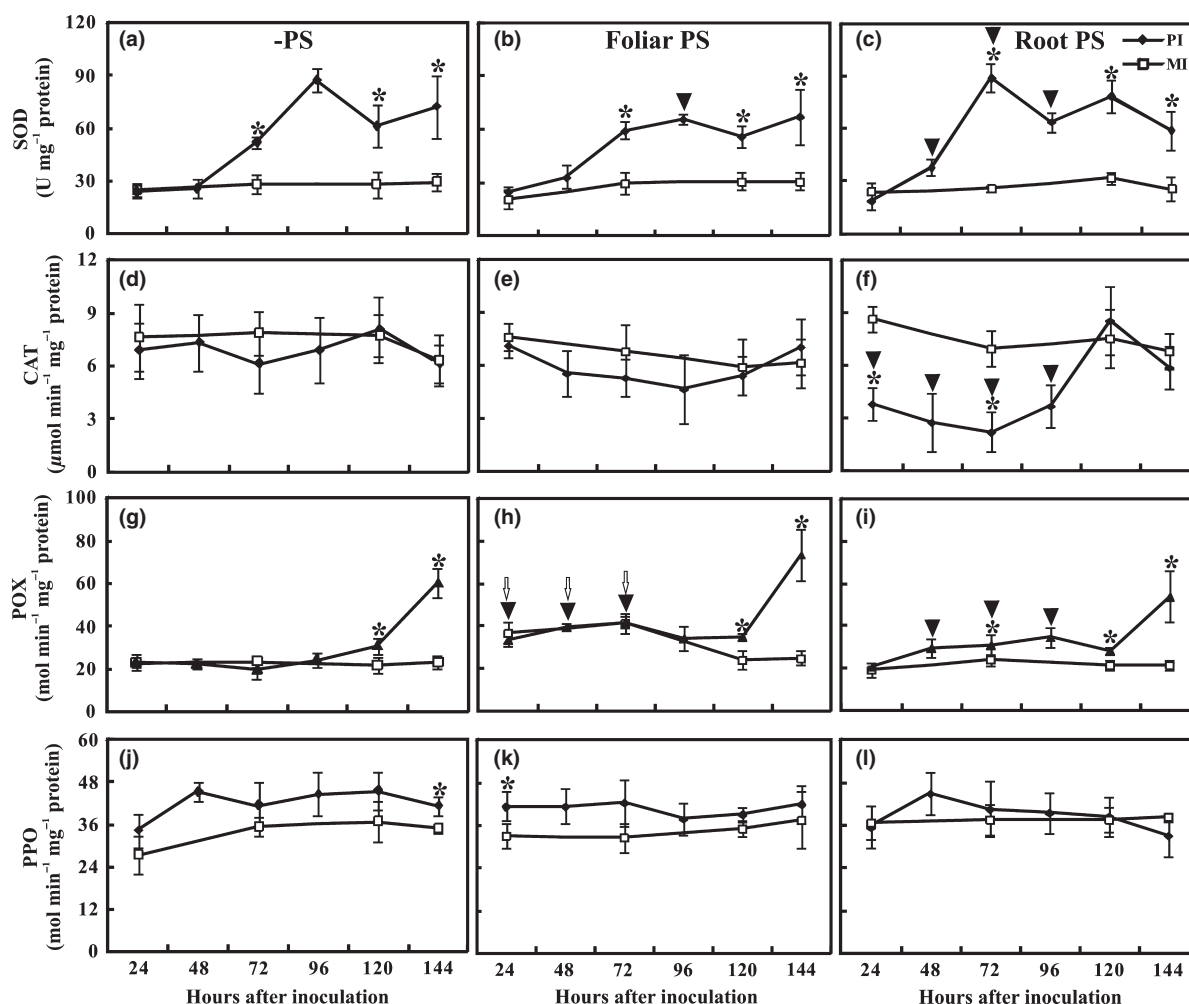 120
90
60
30
0
SOD
(U mg⁻¹ protein)
(a)
-PS
*
*
*
(b)
Foliar PS
*
*
*
(c)
Root PS
*
*
*
PI
MI
12
9
6
3
0
CAT
(μmol min⁻¹ mg⁻¹ protein)
(d)
(e)
(f)
*
*
100
80
60
40
20
0
POX
(mol min⁻¹ mg⁻¹ protein)
(g)
*
*
(h)
*
*
(i)
*
*
*
60
48
36
24
12
0
PPO
(mol min⁻¹ mg⁻¹ protein)
(j)
*
(k)
*
(l)
24 48 72 96 120 144
24 48 72 96 120 144
24 48 72 96 120 144
Hours after inoculation
Hours after inoculation
Hours after inoculation